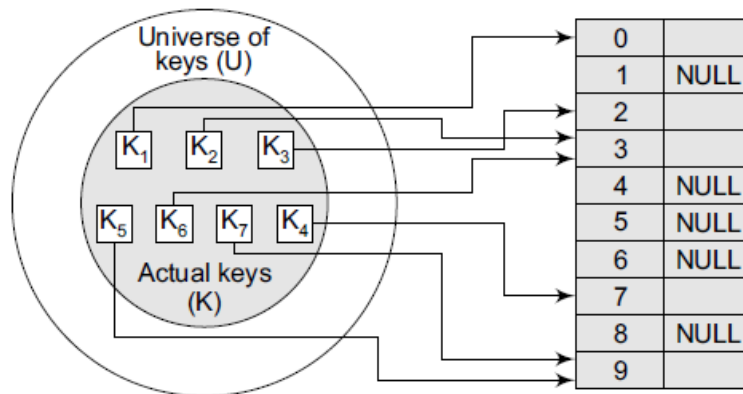 Universe of
keys (U)
K₁ K₂ K₃
K₅ K₆ K₇ K₄
Actual keys
(K)
0
1 NULL
2
3
4 NULL
5 NULL
6 NULL
7
8 NULL
9